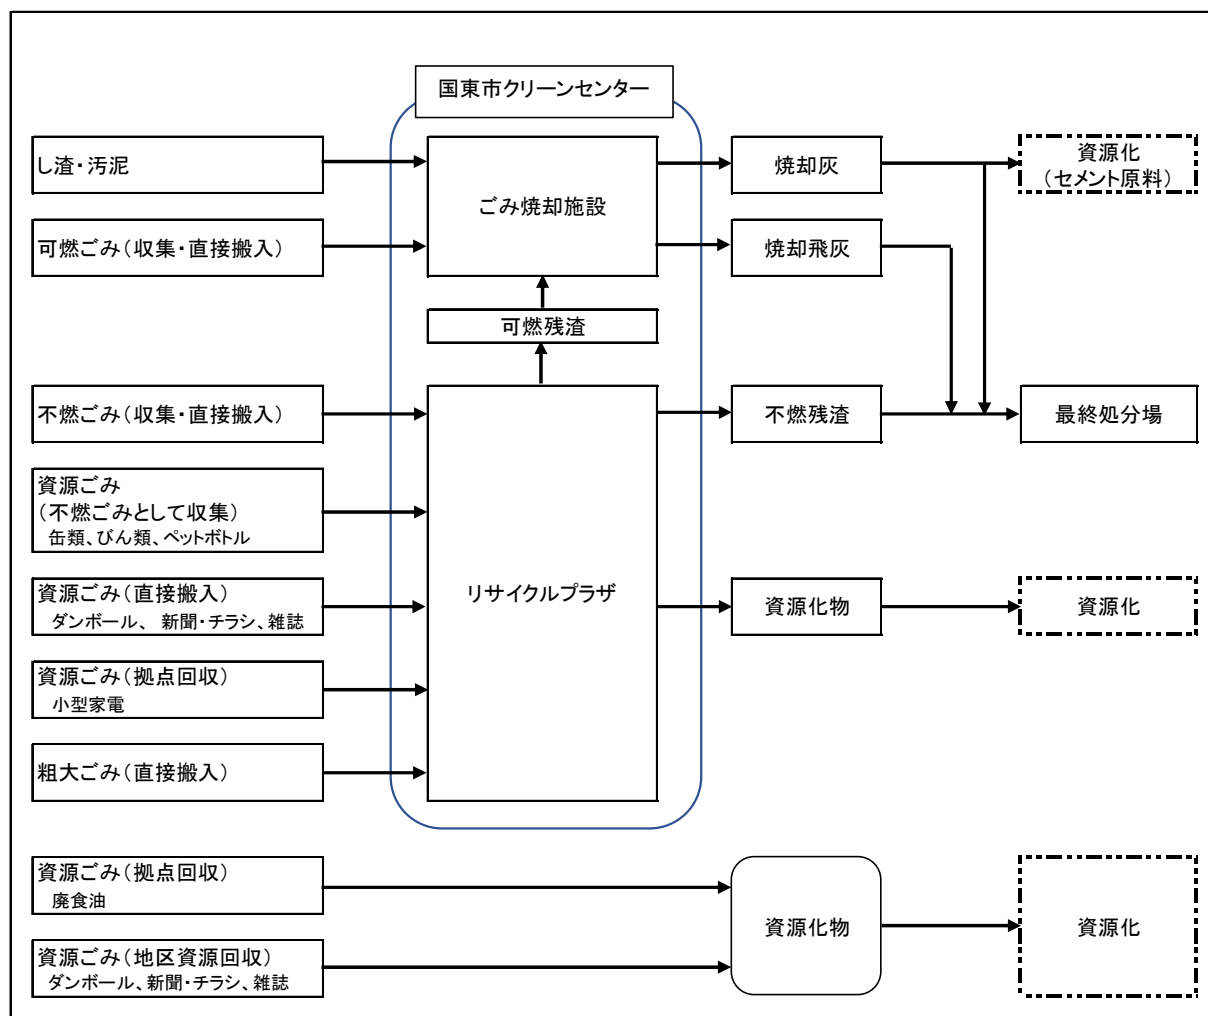 国東市クリーンセンター
し渣・汚泥
ごみ焼却施設
焼却灰
資源化
（セメント原料）
可燃ごみ（収集・直接搬入）
焼却飛灰
可燃残渣
不燃ごみ（収集・直接搬入）
不燃残渣
最終処分場
資源ごみ
（不燃ごみとして収集）
缶類、びん類、ペットボトル
リサイクルプラザ
資源ごみ（直接搬入）
ダンボール、 新聞・チラシ、雑誌
資源化物
資源化
資源ごみ（拠点回収）
小型家電
粗大ごみ（直接搬入）
資源ごみ（拠点回収）
廃食油
資源化物
資源化
資源ごみ（地区資源回収）
ダンボール、新聞・チラシ、雑誌